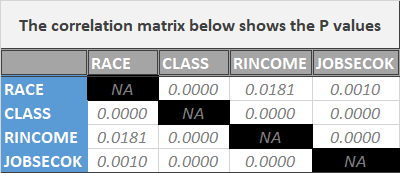 The correlation matrix below shows the P values
RACE CLASS RINCOME JOBSECOK
RACE NA 0.0000 0.0181 0.0010
CLASS 0.0000 NA 0.0000 0.0000
RINCOME 0.0181 0.0000 NA 0.0000
JOBSECOK 0.0010 0.0000 0.0000 NA